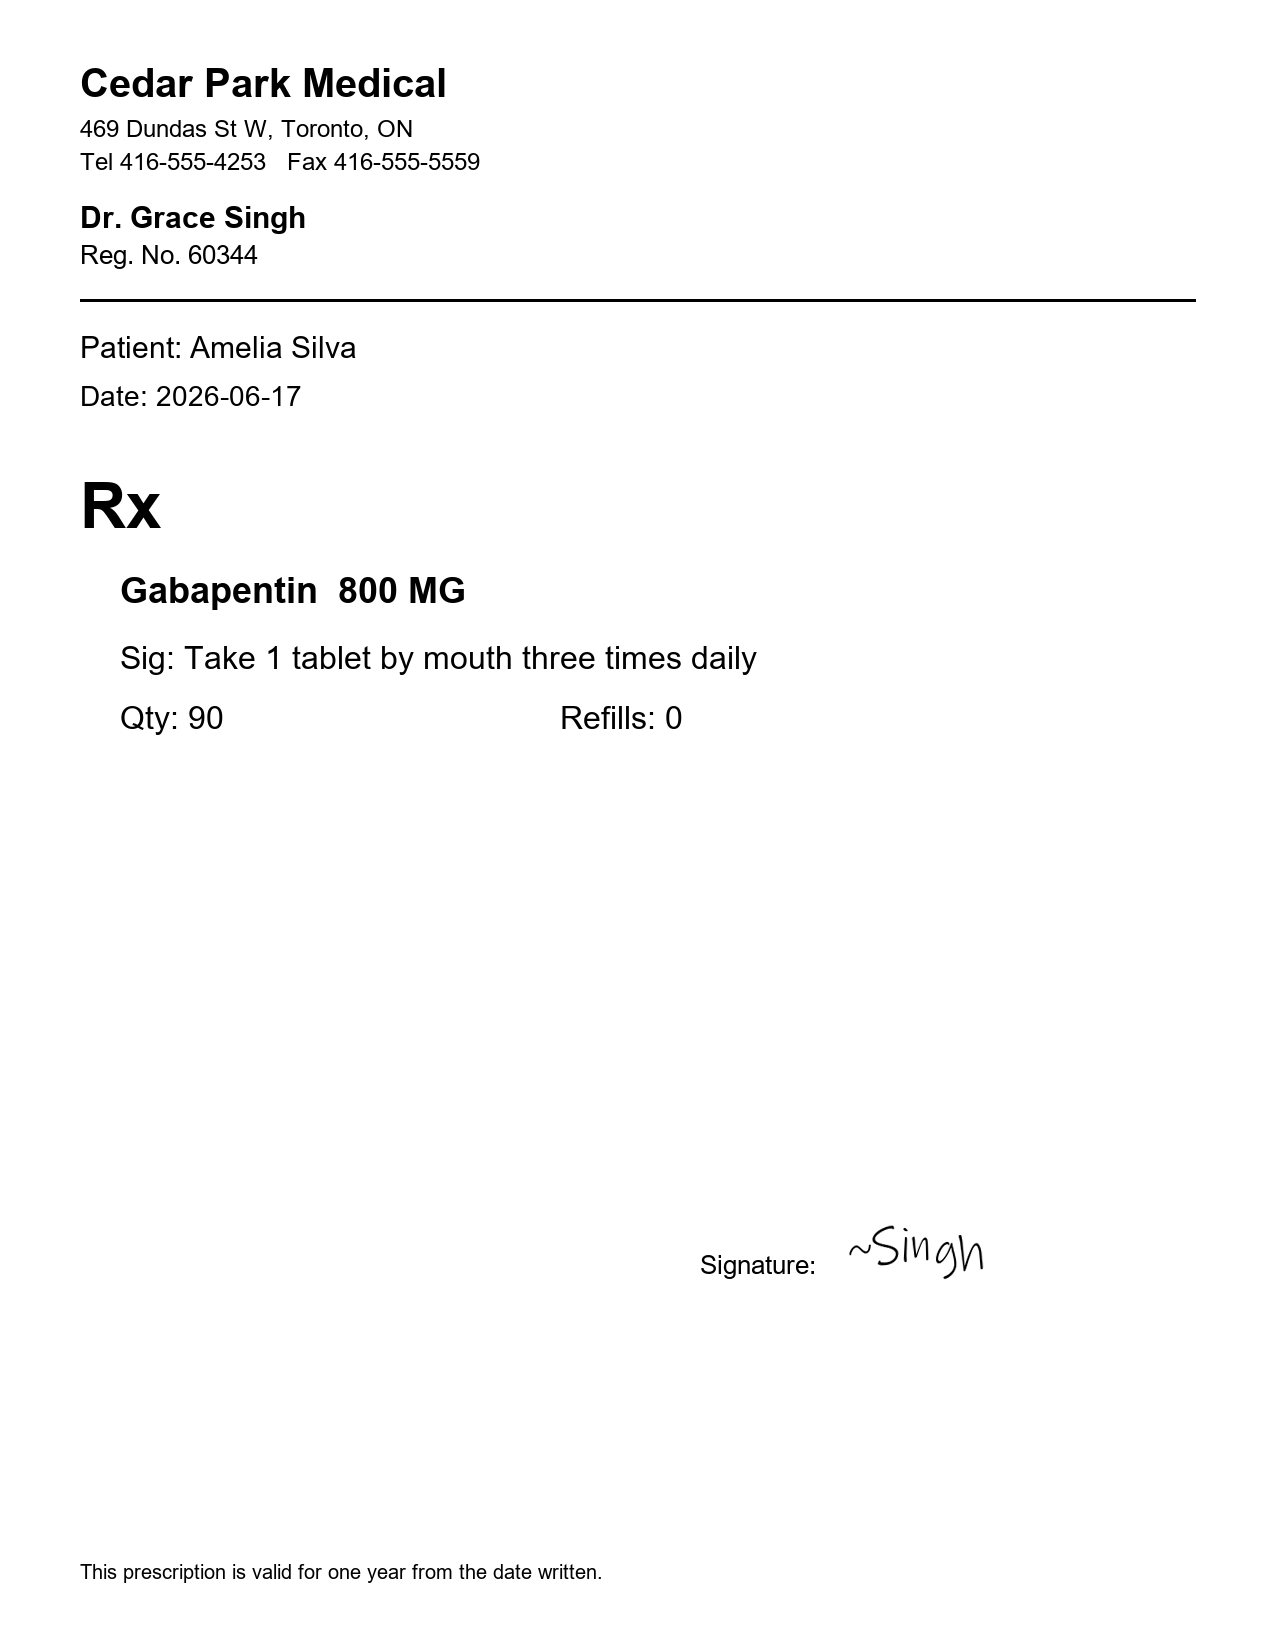 Cedar Park Medical
469 Dundas St W, Toronto, ON
Tel 416-555-4253 Fax 416-555-5559
Dr. Grace Singh
Reg. No. 60344
Patient: Amelia Silva
Date: 2026-06-17
Rx
Gabapentin 800 MG
Sig: Take 1 tablet by mouth three times daily
Qty: 90 Refills: 0
Signature: ~Singh
This prescription is valid for one year from the date written.